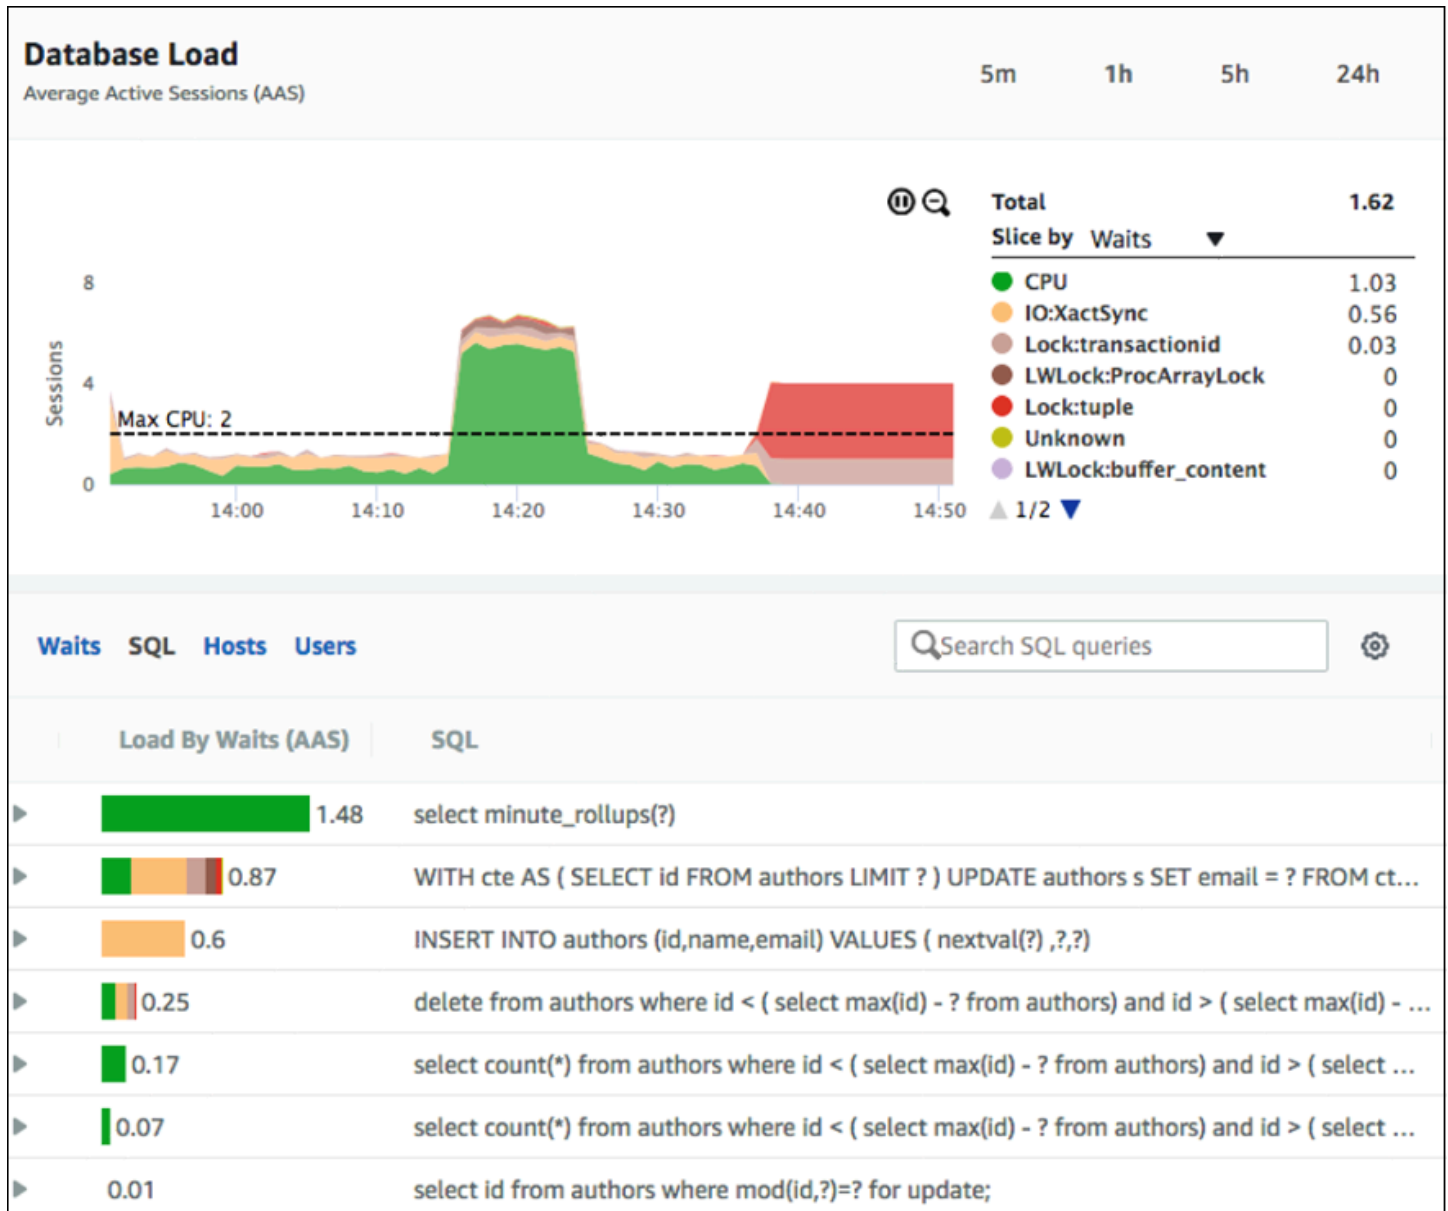 Database Load
Average Active Sessions (AAS)
5m 1h 5h 24h
Total 1.62
Slice by Waits
CPU 1.03
IO:XactSync 0.56
Lock:transactionid 0.03
LWLock:ProcArrayLock 0
Lock:tuple 0
Unknown 0
LWLock:buffer_content 0
1/2
Sessions
8
4
0
Max CPU: 2
14:00 14:10 14:20 14:30 14:40 14:50
Waits SQL Hosts Users
Search SQL queries
Load By Waits (AAS) SQL
1.48 select minute_rollups(?)
0.87 WITH cte AS ( SELECT id FROM authors LIMIT ? ) UPDATE authors s SET email = ? FROM ct...
0.6 INSERT INTO authors (id,name,email) VALUES ( nextval(?) ,?,?)
0.25 delete from authors where id < ( select max(id) - ? from authors) and id > ( select max(id) - ...
0.17 select count(*) from authors where id < ( select max(id) - ? from authors) and id > ( select ...
0.07 select count(*) from authors where id < ( select max(id) - ? from authors) and id > ( select ...
0.01 select id from authors where mod(id,?)=? for update;